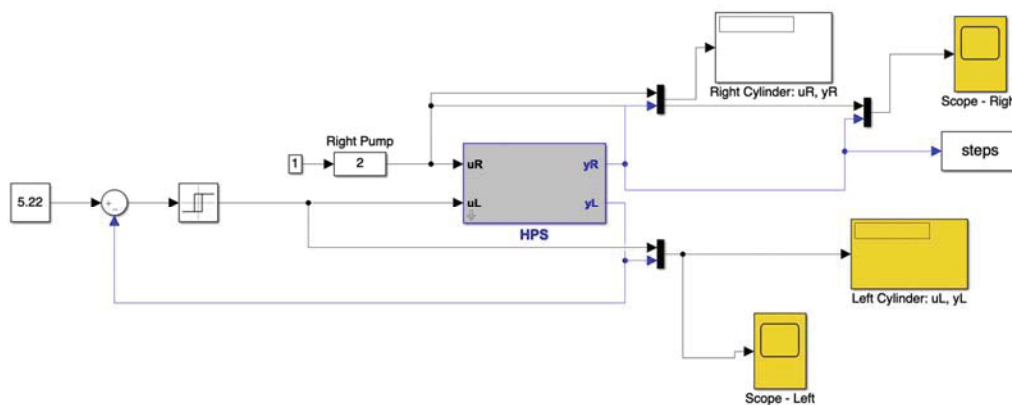 Right Cylinder: uR, yR
Scope - Right
Right Pump
1
2
uR
yR
steps
5.22
+
-
uL
yL
HPS
Left Cylinder: uL, yL
Scope - Left